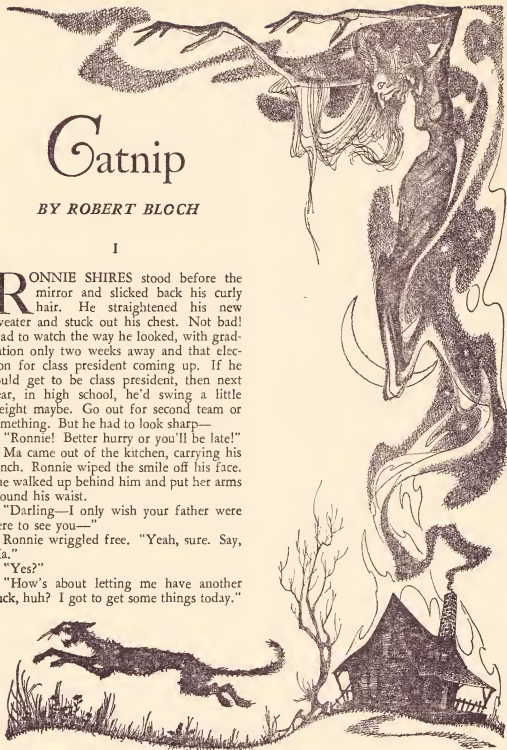 Catnip
BY ROBERT BLOCH
I
RONNIE SHIRES stood before the
mirror and slicked back his curly
hair. He straightened his new
weater and stuck out his chest. Not bad!
ad to watch the way he looked, with grad-
ation only two weeks away and that elec-
on for class president coming up. If he
ould get to be class president, then next
ear, in high school, he'd swing a little
eight maybe. Go out for second team or
mething. But he had to look sharp—
"Ronnie! Better hurry or you'll be late!"
Ma came out of the kitchen, carrying his
nch. Ronnie wiped the smile off his face.
he walked up behind him and put her arms
ound his waist.
"Darling—I only wish your father were
ere to see you—"
Ronnie wriggled free. "Yeah, sure. Say,
a."
"Yes?"
"How's about letting me have another
uck, huh? I got to get some things today."